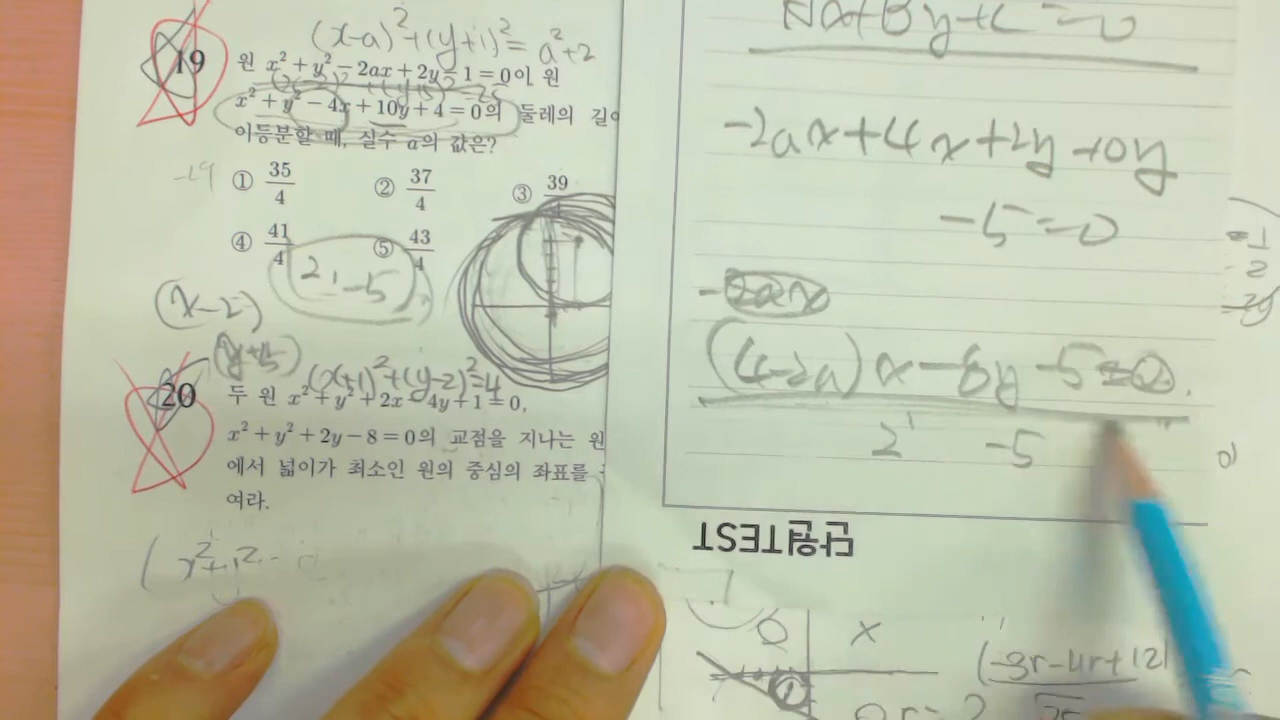 (x-a)²+(y+1)²=a²+2
19
원 x²+y²-2ax+2y-1=0이 원
x²+y²-4x+10y+4=0의 둘레의 길이
이등분할 때, 실수 a의 값은?
① 35/4 ② 37/4 ③ 39/4
④ 41/4 ⑤ 43/4
2, -5
(x-2)
(y+5)
(x+1)²+(y-2)²=4
20
두 원 x²+y²+2x-4y+1=0,
x²+y²+2y-8=0의 교점을 지나는 원
에서 넓이가 최소인 원의 중심의 좌표를
여라.
-2ax+4x+2y-10y
-5=0
(4-2a)x-8y-5=0.
2 -5
단원TEST
x
-3r-4r+12